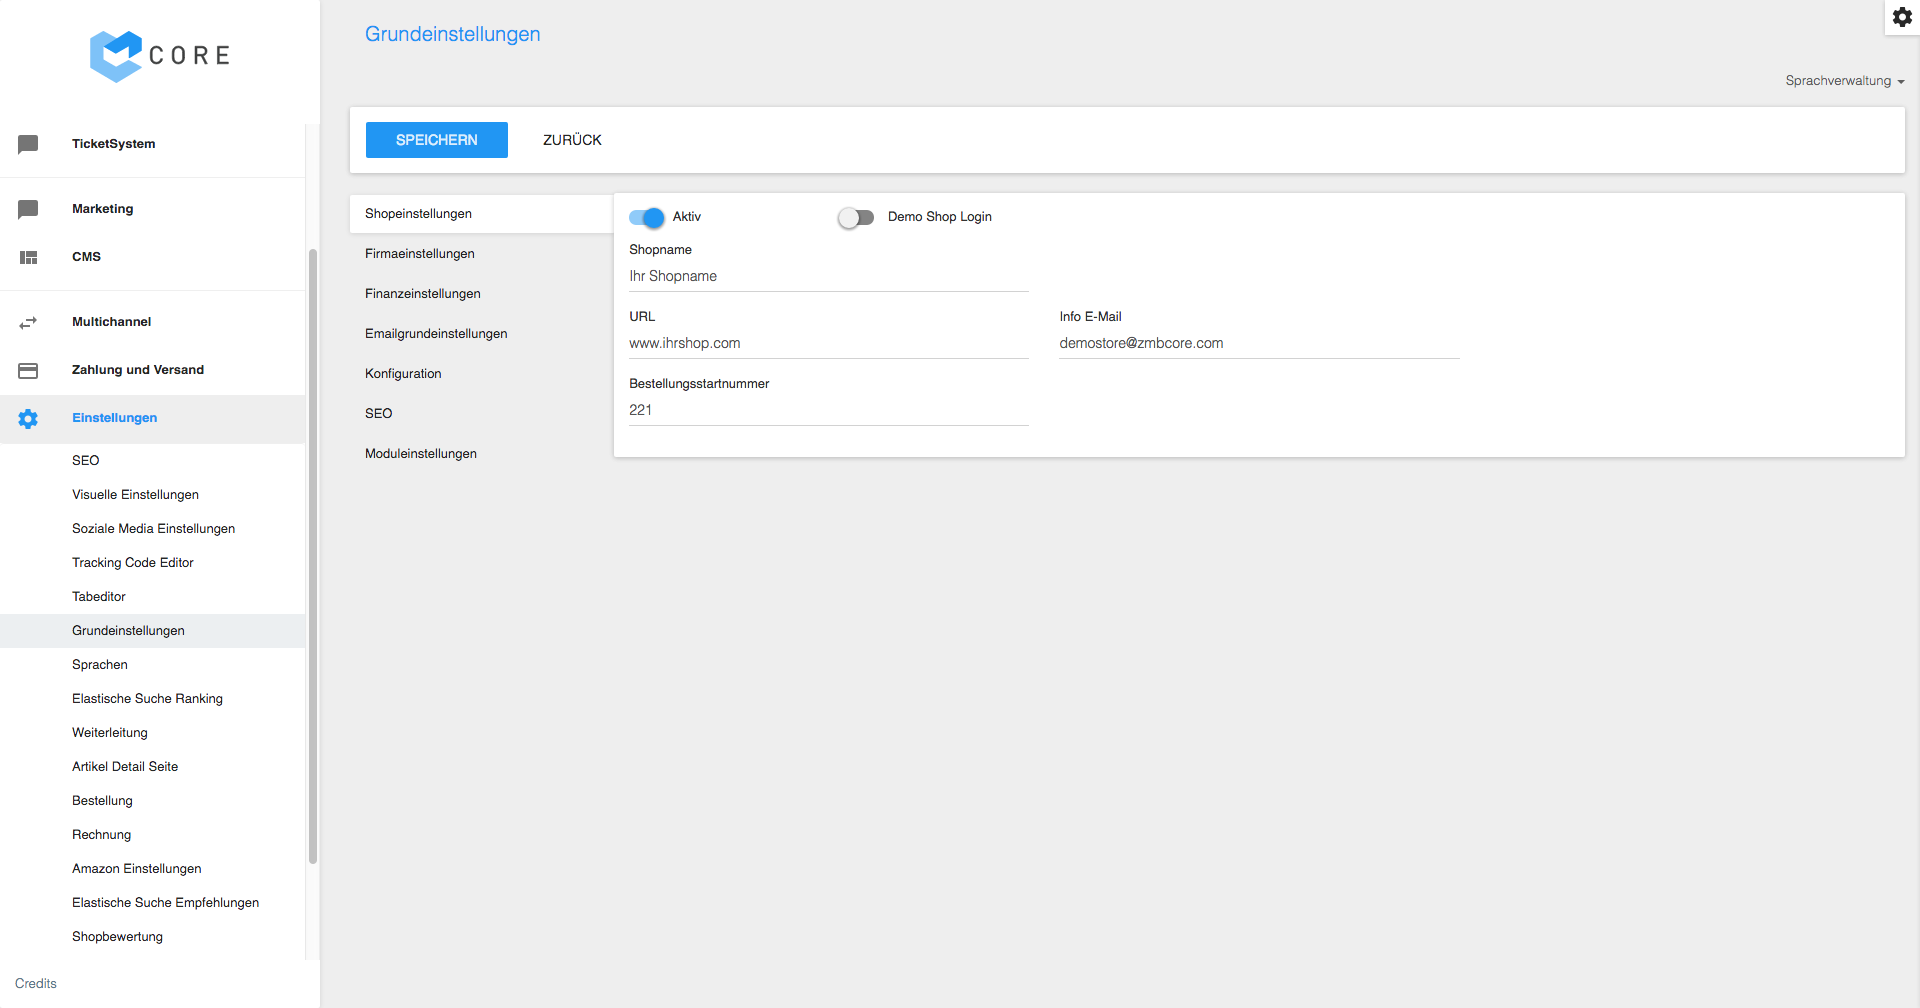 CORE
TicketSystem
Marketing
CMS
Multichannel
Zahlung und Versand
Einstellungen
SEO
Visuelle Einstellungen
Soziale Media Einstellungen
Tracking Code Editor
Tabeditor
Grundeinstellungen
Sprachen
Elastische Suche Ranking
Weiterleitung
Artikel Detail Seite
Bestellung
Rechnung
Amazon Einstellungen
Elastische Suche Empfehlungen
Shopbewertung
Credits
Grundeinstellungen
Sprachverwaltung
SPEICHERN ZURÜCK
Shopeinstellungen
Firmaeinstellungen
Finanzeinstellungen
Emailgrundeinstellungen
Konfiguration
SEO
Moduleinstellungen
Aktiv Demo Shop Login
Shopname
Ihr Shopname
URL Info E-Mail
www.ihrshop.com demostore@zmbcore.com
Bestellungsstartnummer
221